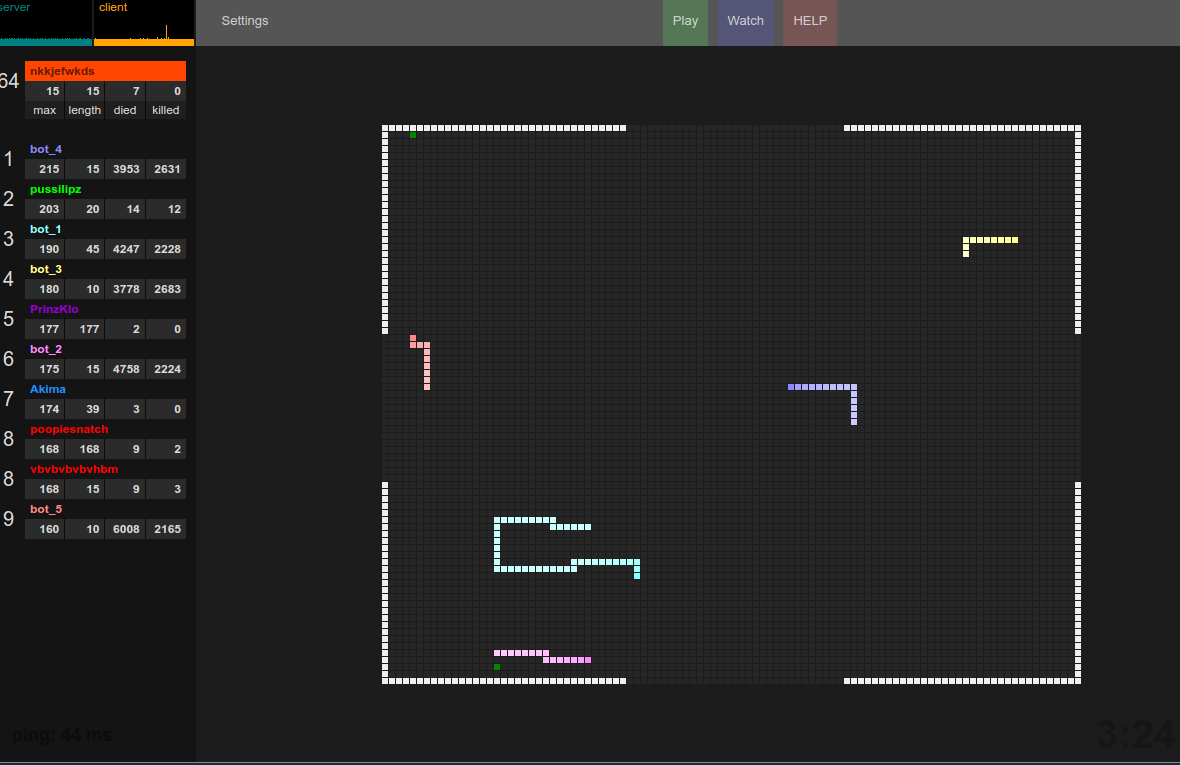 server client
Settings Play Watch HELP
64 nkkjefwkds
15 15 7 0
max length died killed
1 bot_4
215 15 3953 2631
2 pussilipz
203 20 14 12
3 bot_1
190 45 4247 2228
4 bot_3
180 10 3778 2683
5 PrinzKlo
177 177 2 0
6 bot_2
175 15 4758 2224
7 Akima
174 39 3 0
8 poopiesnatch
168 168 9 2
8 vbvbvbvbvhbm
168 15 9 3
9 bot_5
160 10 6008 2165
ping: 44 ms
3:24